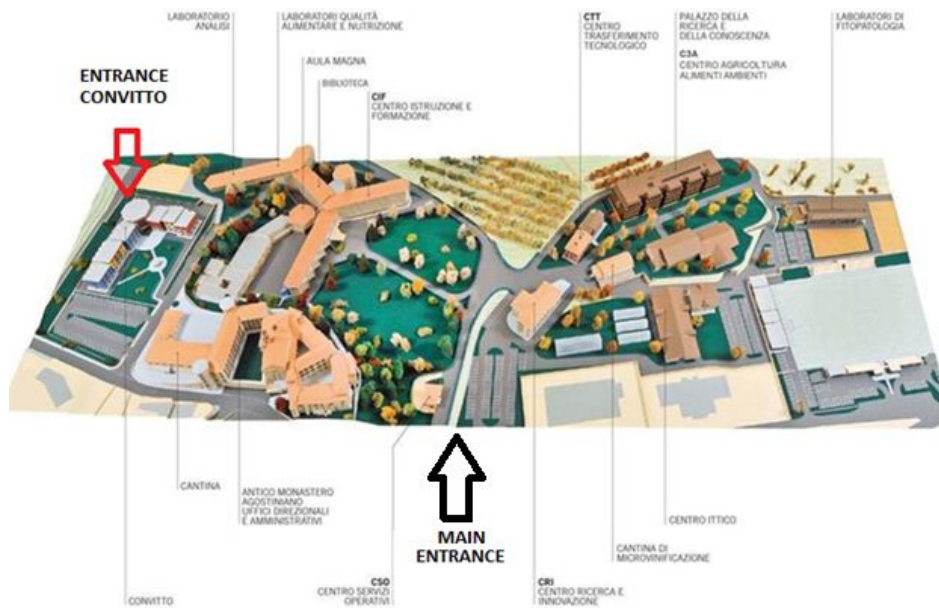 LABORATORIO
ANALISI
LABORATORI QUALITÀ
ALIMENTARE E NUTRIZIONE
AULA MAGNA
BIBLIOTECA
CIF
CENTRO ISTRUZIONE E
FORMAZIONE
CTT
CENTRO
TRASFERIMENTO
TECNOLOGICO
PALAZZO DELLA
RICERCA E
DELLA CONOSCENZA
C3A
CENTRO AGRICOLTURA
ALIMENTI AMBIENTI
LABORATORI DI
FITOPATOLOGIA
ENTRANCE
CONVITTO
CANTINA
ANTICO MONASTERO
AGOSTINIANO
UFFICI DIREZIONALI
E AMMINISTRATIVI
MAIN
ENTRANCE
CENTRO ITTICO
CANTINA DI
MICROVINIFICAZIONE
CSO
CENTRO SERVIZI
OPERATIVI
CRI
CENTRO RICERCA E
INNOVAZIONE
CONVITTO